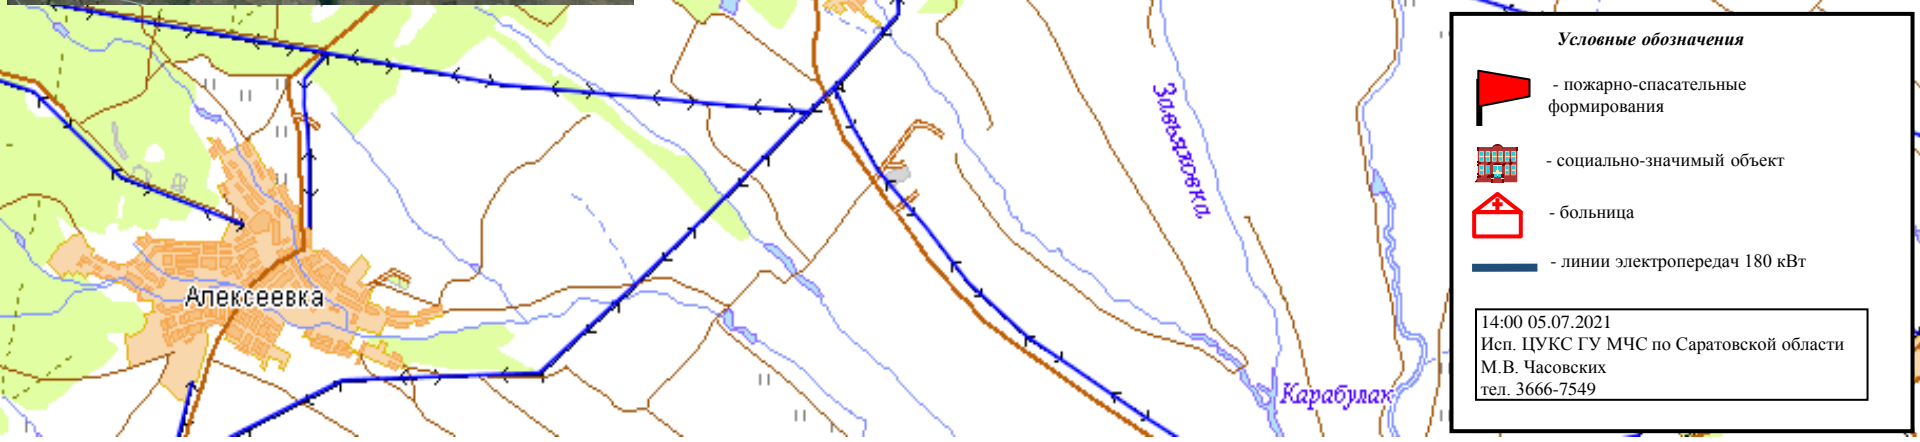 Алексеевка
Завьяловка
Карабулак
Условные обозначения
- пожарно-спасательные
формирования
- социально-значимый объект
- больница
- линии электропередач 180 кВт
14:00 05.07.2021
Исп. ЦУКС ГУ МЧС по Саратовской области
М.В. Часовских
тел. 3666-7549